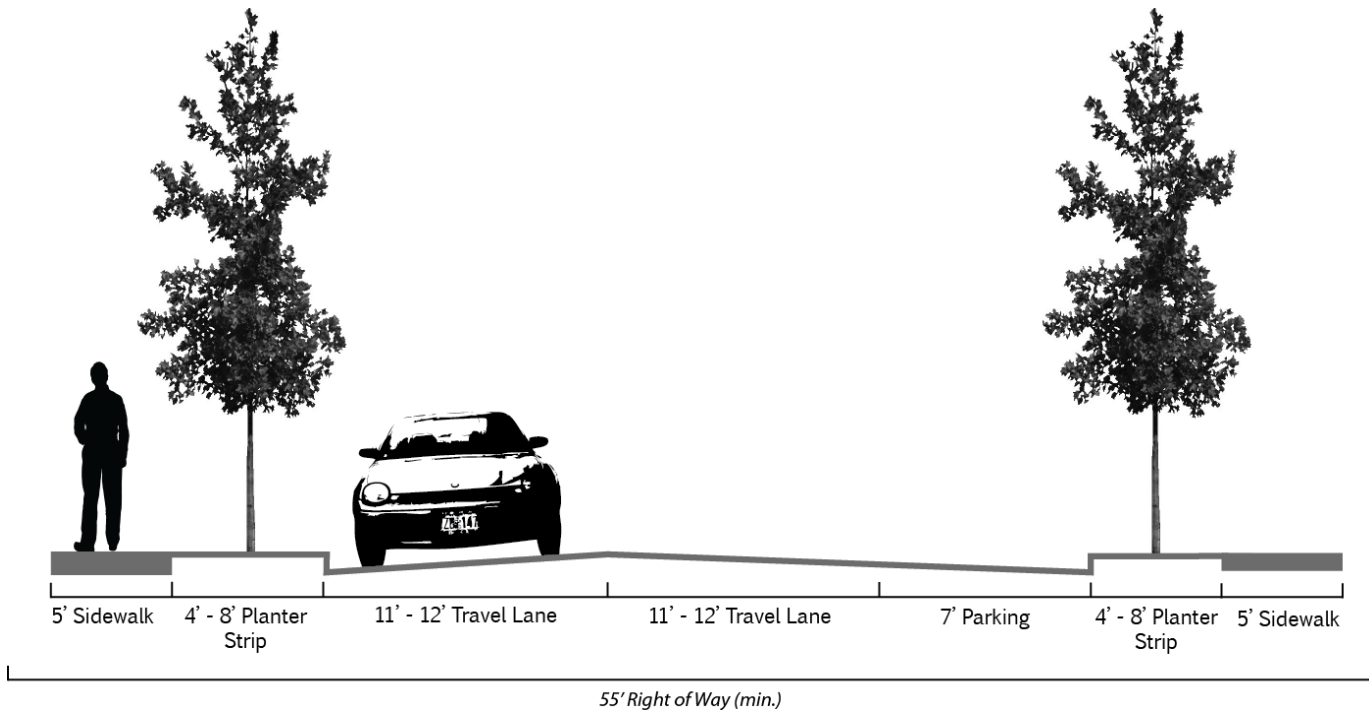 5’ Sidewalk
4’ - 8’ Planter
Strip
11’ - 12’ Travel Lane
11’ - 12’ Travel Lane
7’ Parking
4’ - 8’ Planter
Strip
5’ Sidewalk
55’ Right of Way (min.)